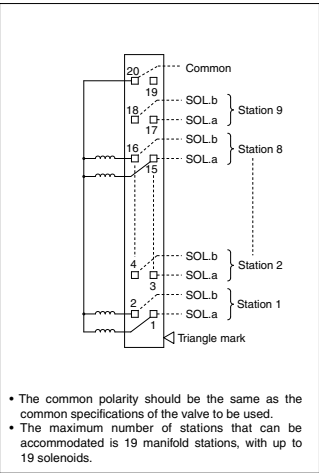 20
Common
19
18
SOL.b
Station 9
17
SOL.a
16
SOL.b
Station 8
15
SOL.a
4
SOL.b
Station 2
3
SOL.a
2
SOL.b
Station 1
1
SOL.a
Triangle mark
• The common polarity should be the same as the
common specifications of the valve to be used.
• The maximum number of stations that can be
accommodated is 19 manifold stations, with up to
19 solenoids.